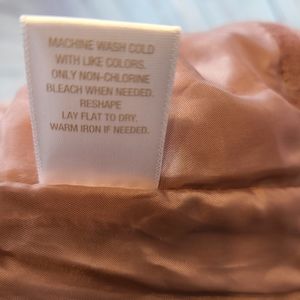 MACHINE WASH COLD
WITH LIKE COLORS.
ONLY NON-CHLORINE
BLEACH WHEN NEEDED.
RESHAPE
LAY FLAT TO DRY.
WARM IRON IF NEEDED.